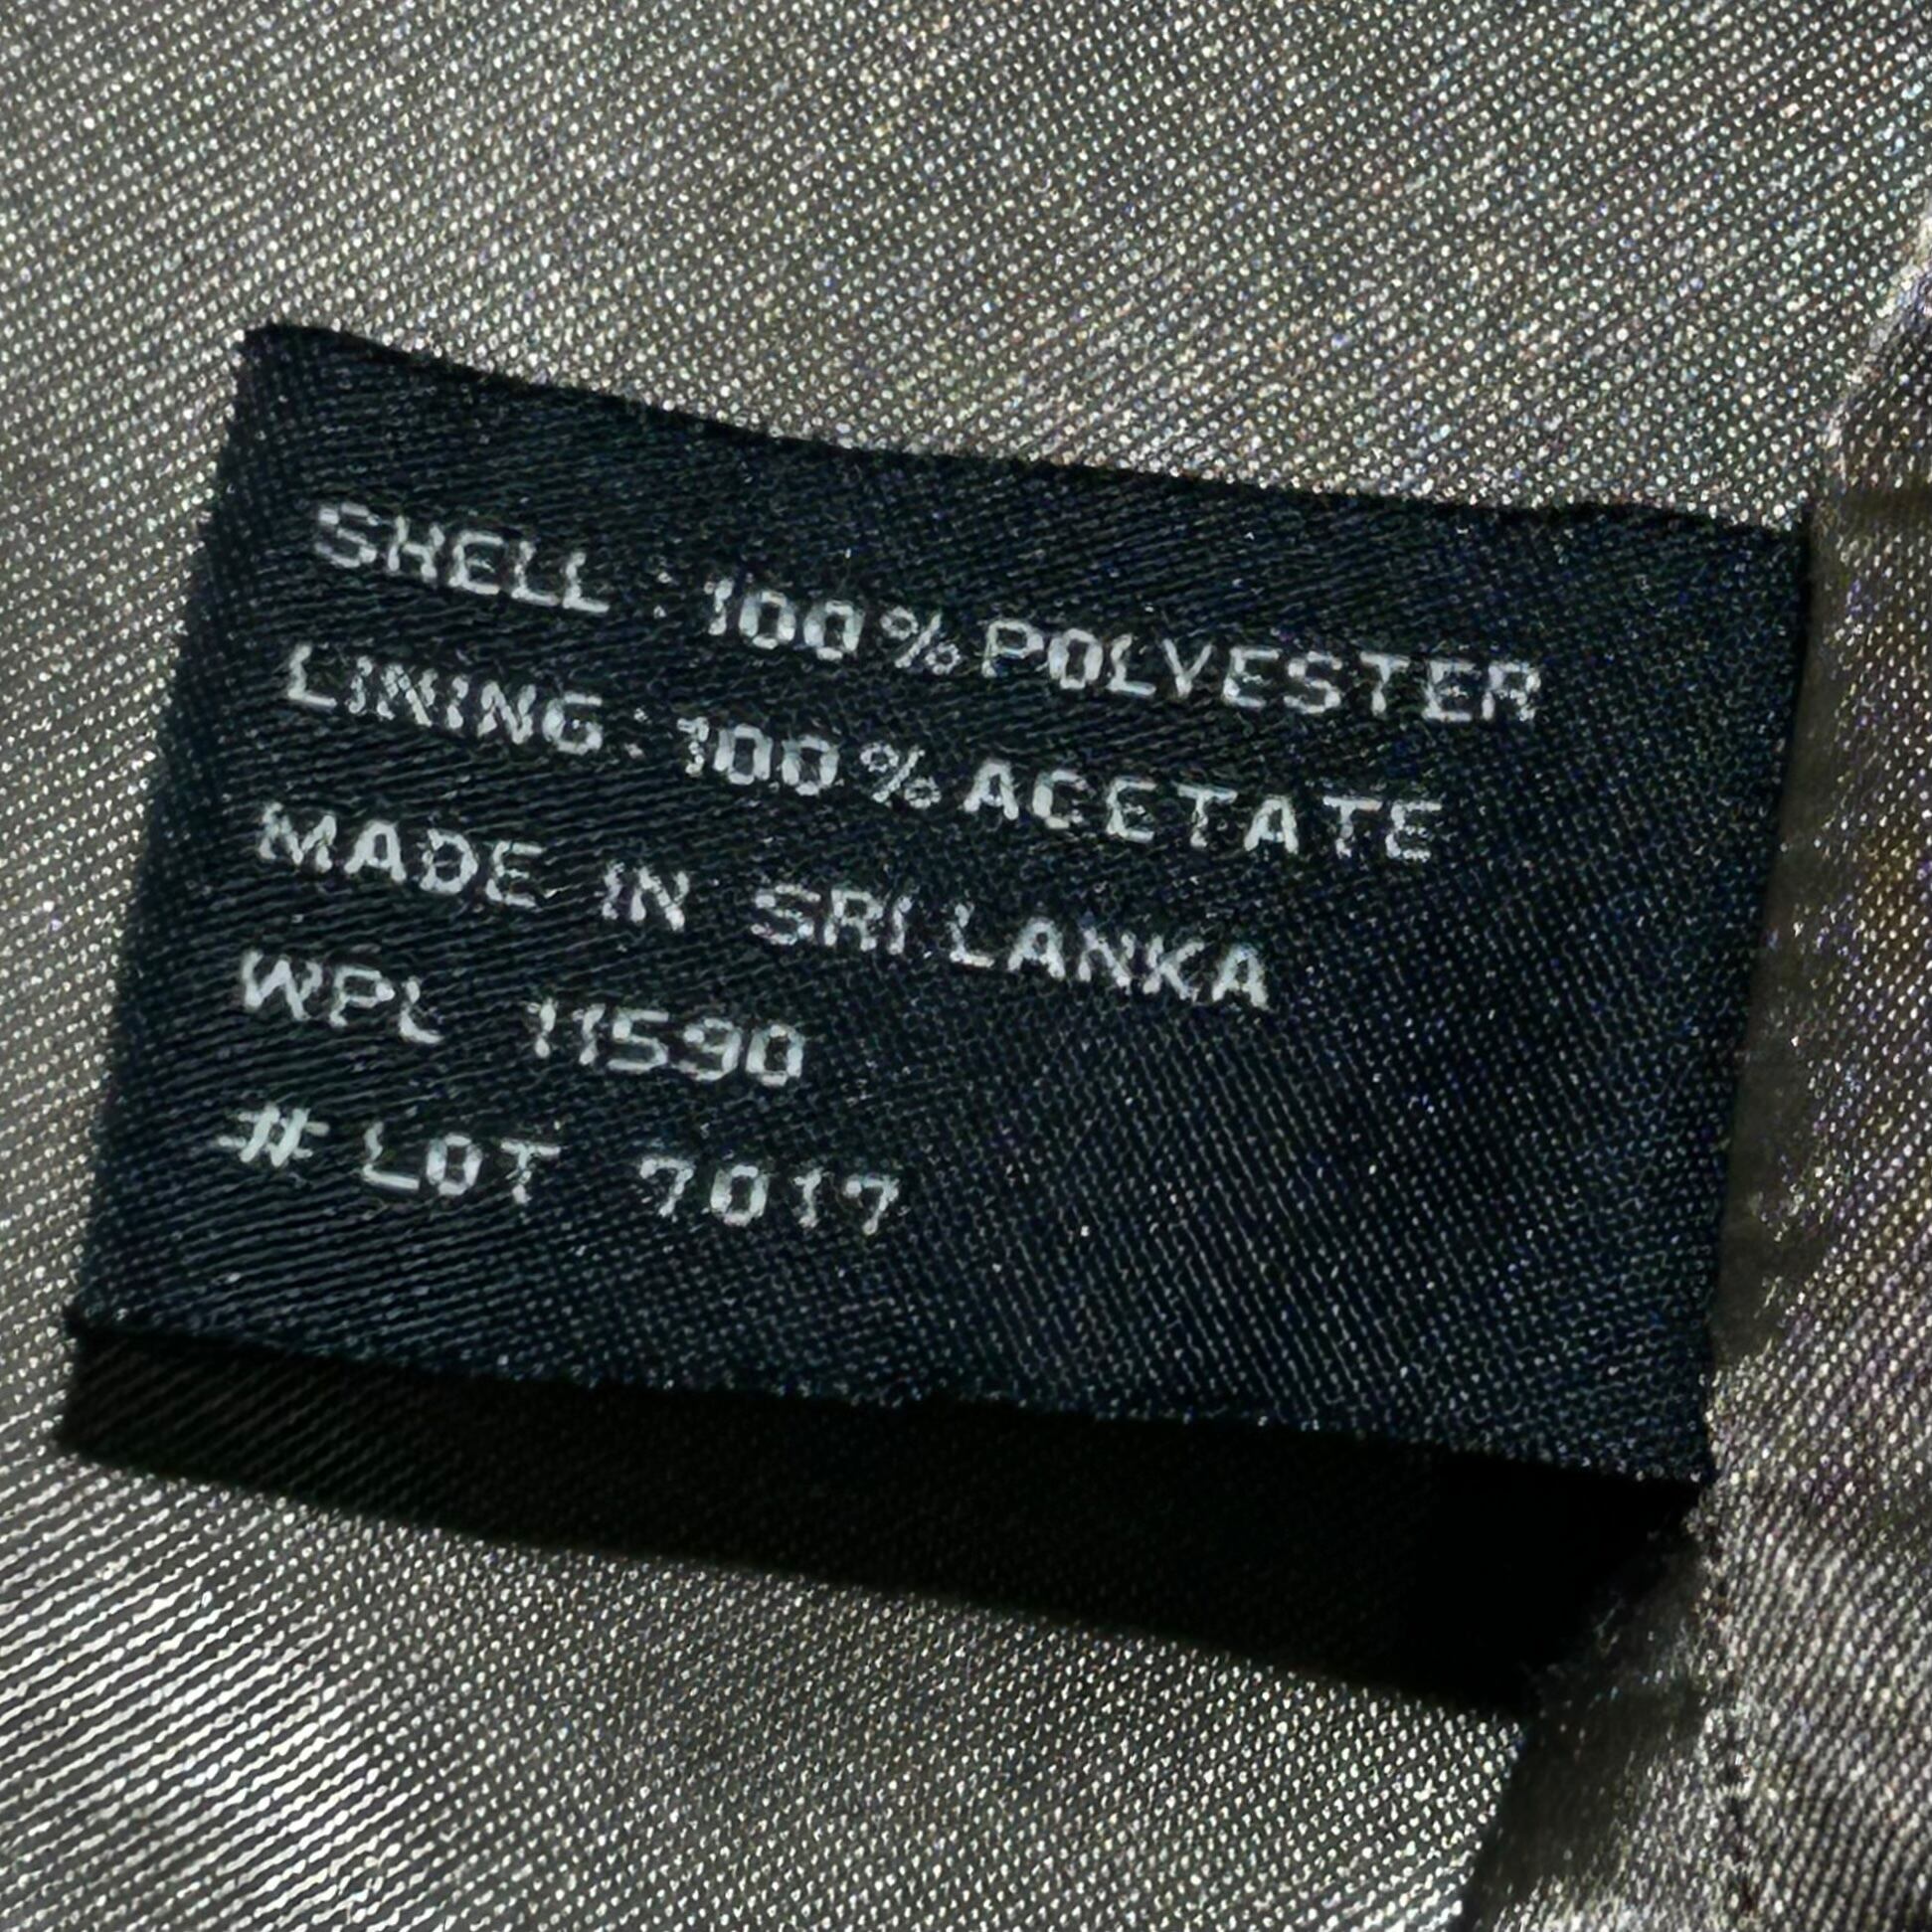 SHELL : 100% POLYESTER
LINING : 100% ACETATE
MADE IN SRI LANKA
WPL 11590
# LOT 7017